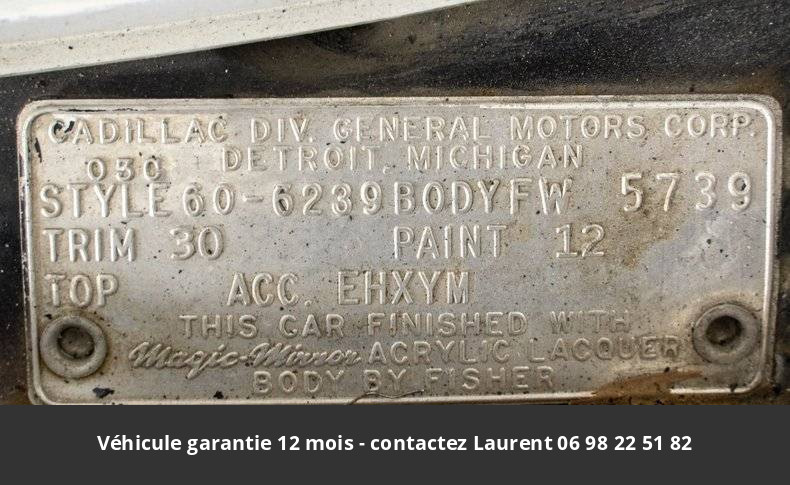 CADILLAC DIV. GENERAL MOTORS CORP.
DETROIT, MICHIGAN
030
STYLE 60-6239 BODY FW 5739
TRIM 30 PAINT 12
TOP ACC. EHXYM
THIS CAR FINISHED WITH
Magic-Mirror ACRYLIC LACQUER
BODY BY FISHER
Véhicule garantie 12 mois - contactez Laurent 06 98 22 51 82